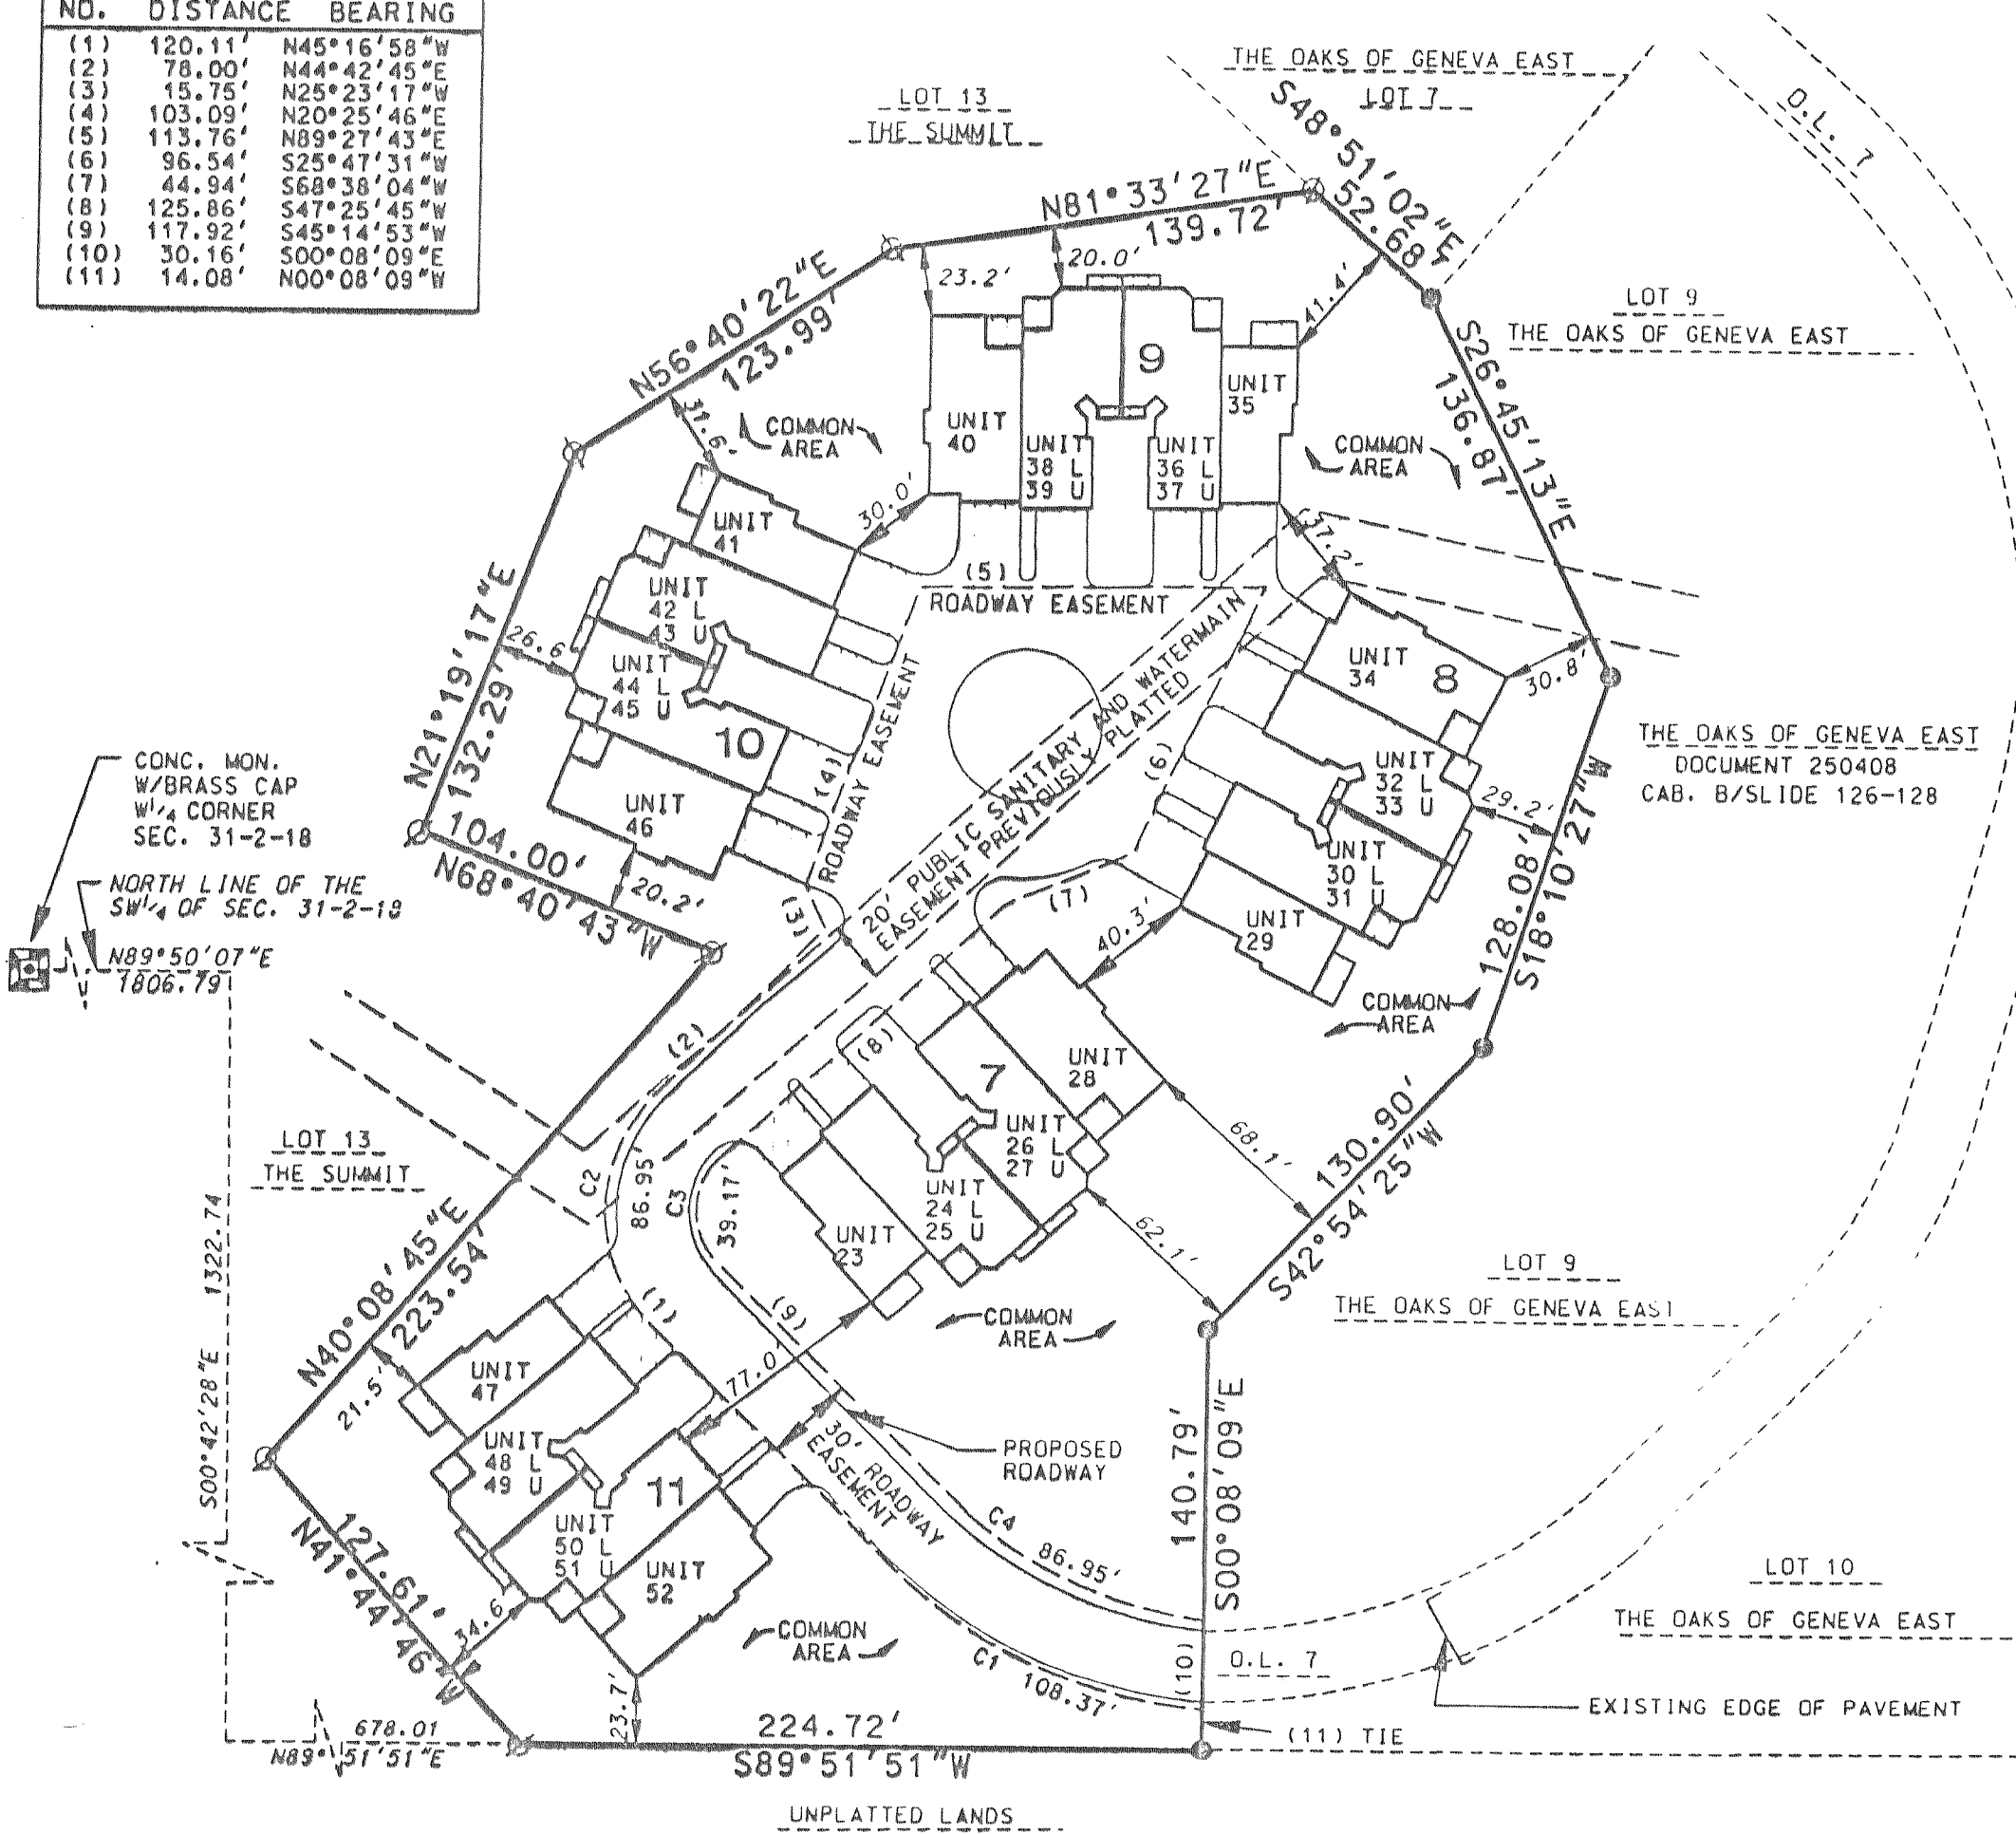 NO. DISTANCE BEARING
(1) 120.11' N45°16'58"W
(2) 78.00' N44°42'45"E
(3) 15.75' N25°23'17"W
(4) 103.09' N20°25'46"E
(5) 113.76' N89°27'43"E
(6) 96.54' S25°47'31"W
(7) 44.94' S68°38'04"W
(8) 125.86' S47°25'45"W
(9) 117.92' S45°14'53"W
(10) 30.16' S00°08'09"E
(11) 14.08' N00°08'09"W
THE OAKS OF GENEVA EAST
LOT 7
LOT 13
THE SUMMIT
O.L. 7
S48°51'02"E
52.68'
N81°33'27"E
139.72'
N56°40'22"E
123.99'
23.2'
20.0'
41.4'
LOT 9
THE OAKS OF GENEVA EAST
S26°45'13"E
136.87'
9
UNIT
35
UNIT
40
UNIT
38 L
39 U
UNIT
36 L
37 U
COMMON
AREA
COMMON
AREA
31.6
30.0'
37.2'
UNIT
41
UNIT
42 L
43 U
UNIT
44 L
45 U
10
UNIT
46
(5)
ROADWAY EASEMENT
N21°19'17"E
132.29'
26.6
(4)
ROADWAY EASEMENT
20' PUBLIC SANITARY AND WATERMAIN
EASEMENT PREVIOUSLY PLATTED
(6)
UNIT
34
8
30.8'
UNIT
32 L
33 U
29.2'
UNIT
30 L
31 U
UNIT
29
THE OAKS OF GENEVA EAST
DOCUMENT 250408
CAB. B/SLIDE 126-128
128.08'
S18°10'27"W
CONC. MON.
W/BRASS CAP
W1/4 CORNER
SEC. 31-2-18
NORTH LINE OF THE
SW1/4 OF SEC. 31-2-18
N89°50'07"E
1806.79
104.00'
N68°40'43"W
20.2'
(3)
(7)
40.3'
COMMON
AREA
(2)
(8)
7
UNIT
28
UNIT
26 L
27 U
UNIT
24 L
25 U
UNIT
23
68.1'
62.1'
130.90'
S42°54'25"W
LOT 13
THE SUMMIT
C2
86.95'
C3
39.17'
1322.74
S00°42'28"E
N40°08'45"E
223.54'
21.5'
(1)
(9)
77.0'
COMMON
AREA
LOT 9
THE OAKS OF GENEVA EAST
UNIT
47
UNIT
48 L
49 U
11
UNIT
50 L
51 U
UNIT
52
30' ROADWAY
EASEMENT
PROPOSED
ROADWAY
C4
86.95'
140.79'
S00°08'09"E
127.61'
N41°44'46"W
34.6
COMMON
AREA
23.7'
C1
108.37'
(10)
O.L. 7
LOT 10
THE OAKS OF GENEVA EAST
EXISTING EDGE OF PAVEMENT
(11) TIE
678.01
N89°51'51"E
224.72'
S89°51'51"W
UNPLATTED LANDS